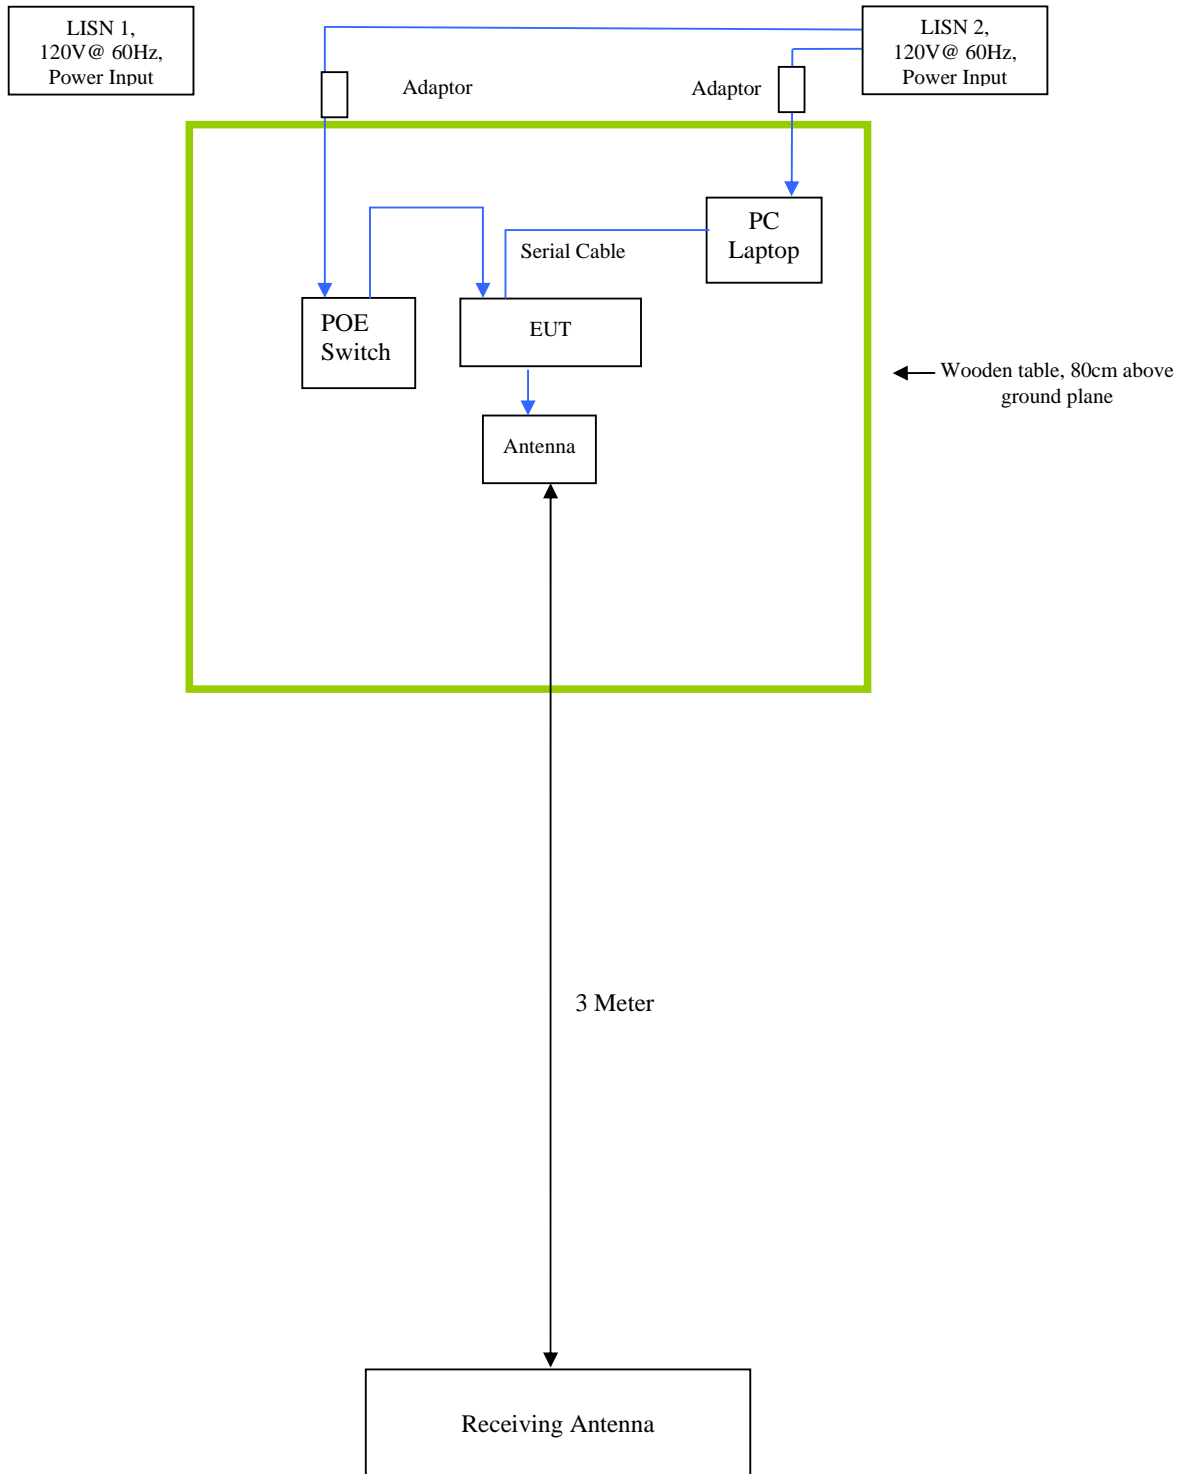 LISN 1,
120V@ 60Hz,
Power Input
LISN 2,
120V@ 60Hz,
Power Input
Adaptor
Adaptor
PC
Laptop
Serial Cable
POE
Switch
EUT
Wooden table, 80cm above
ground plane
Antenna
3 Meter
Receiving Antenna